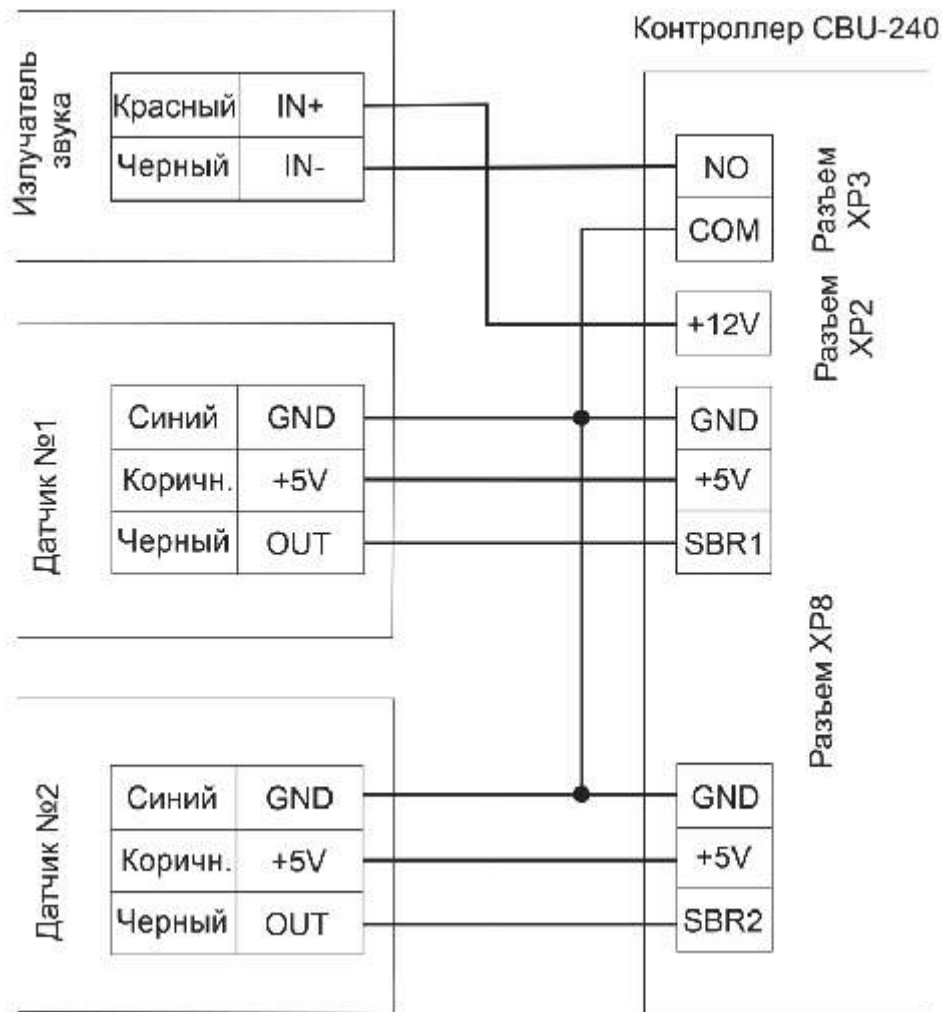 Контроллер CBU-240
Излучатель
звука
Красный IN+
Черный IN-
NO
COM
Разъем
XP3
+12V
Разъем
XP2
Датчик №1
Синий GND
Коричн. +5V
Черный OUT
GND
+5V
SBR1
Разъем XP8
Датчик №2
Синий GND
Коричн. +5V
Черный OUT
GND
+5V
SBR2